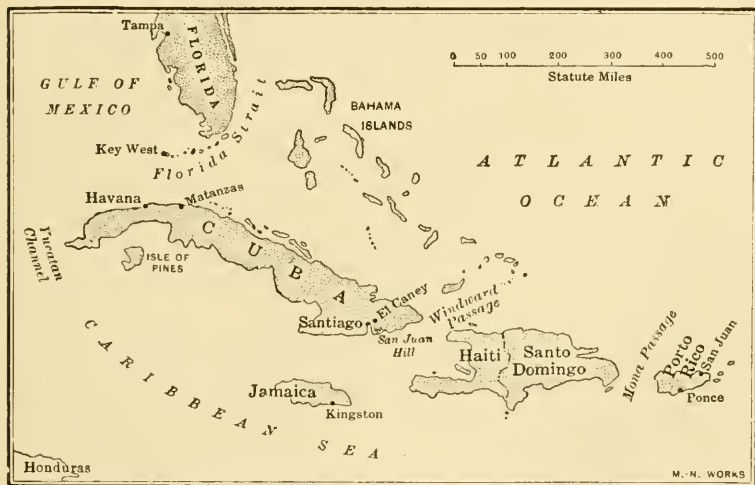 Tampa
FLORIDA
GULF OF
MEXICO
0 50 100 200 300 400 500
Statute Miles
BAHAMA
ISLANDS
Key West
Florida Strait
ATLANTIC
OCEAN
Havana
Matanzas
Yucatan
Channel
CUBA
ISLE OF
PINES
El Caney
Santiago
San Juan
Hill
Windward
Passage
Haiti
Santo
Domingo
Mona Passage
Porto
Rico
San Juan
Ponce
Jamaica
Kingston
CARIBBEAN SEA
Honduras
M.-N. WORKS